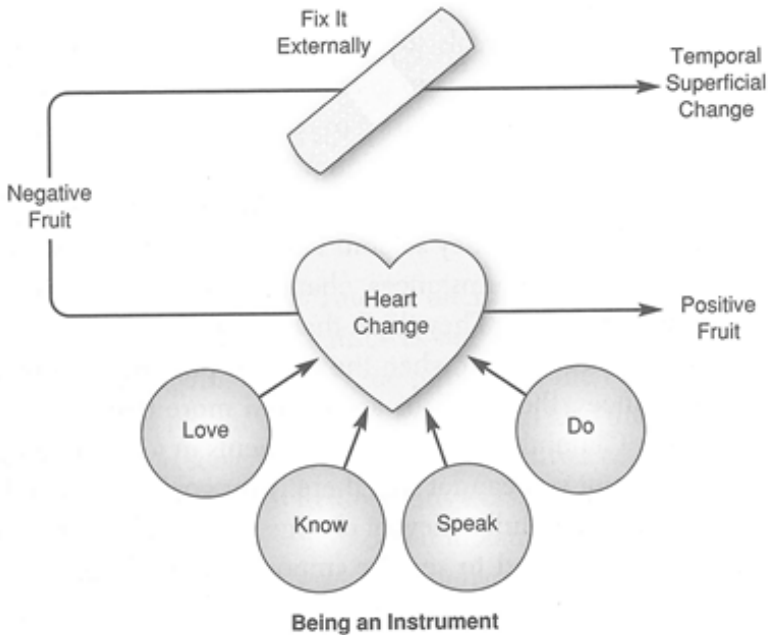 Fix It
Externally
Temporal
Superficial
Change
Negative
Fruit
Heart
Change
Positive
Fruit
Love
Know
Speak
Do
Being an Instrument